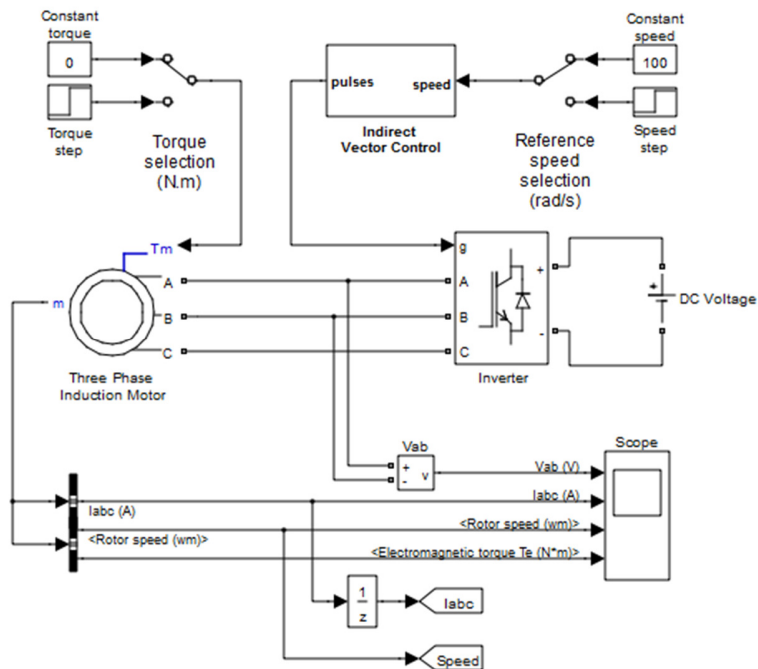 Constant
torque
0
Torque
step
Torque
selection
(N.m)
pulses
speed
Indirect
Vector Control
Constant
speed
100
Speed
step
Reference
speed
selection
(rad/s)
Tm
m
A
B
C
Three Phase
Induction Motor
g
A
B
C
+
-
Inverter
+
DC Voltage
Vab
+
-
v
Scope
Vab (V)
Iabc (A)
<Rotor speed (wm)>
<Electromagnetic torque Te (N*m)>
Iabc (A)
<Rotor speed (wm)>
1
z
Iabc
Speed